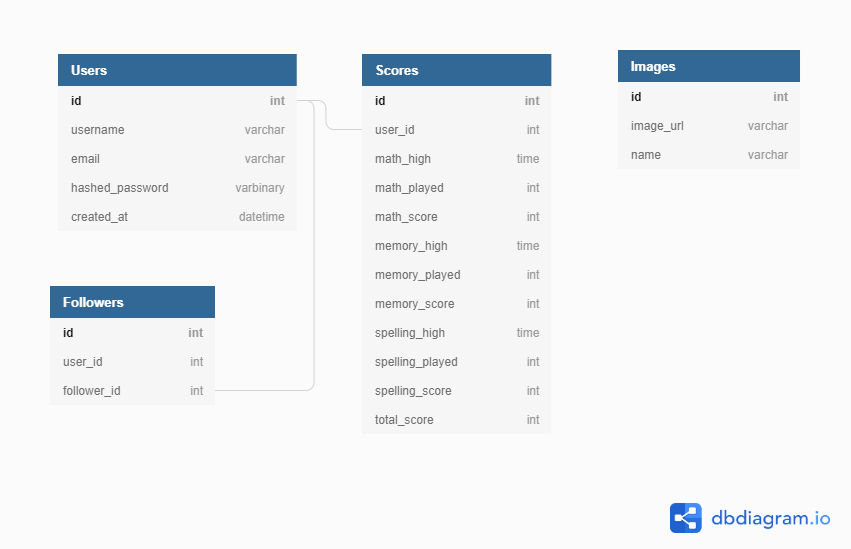 Users
id int
username varchar
email varchar
hashed_password varbinary
created_at datetime
Followers
id int
user_id int
follower_id int
Scores
id int
user_id int
math_high time
math_played int
math_score int
memory_high time
memory_played int
memory_score int
spelling_high time
spelling_played int
spelling_score int
total_score int
Images
id int
image_url varchar
name varchar
dbdiagram.io